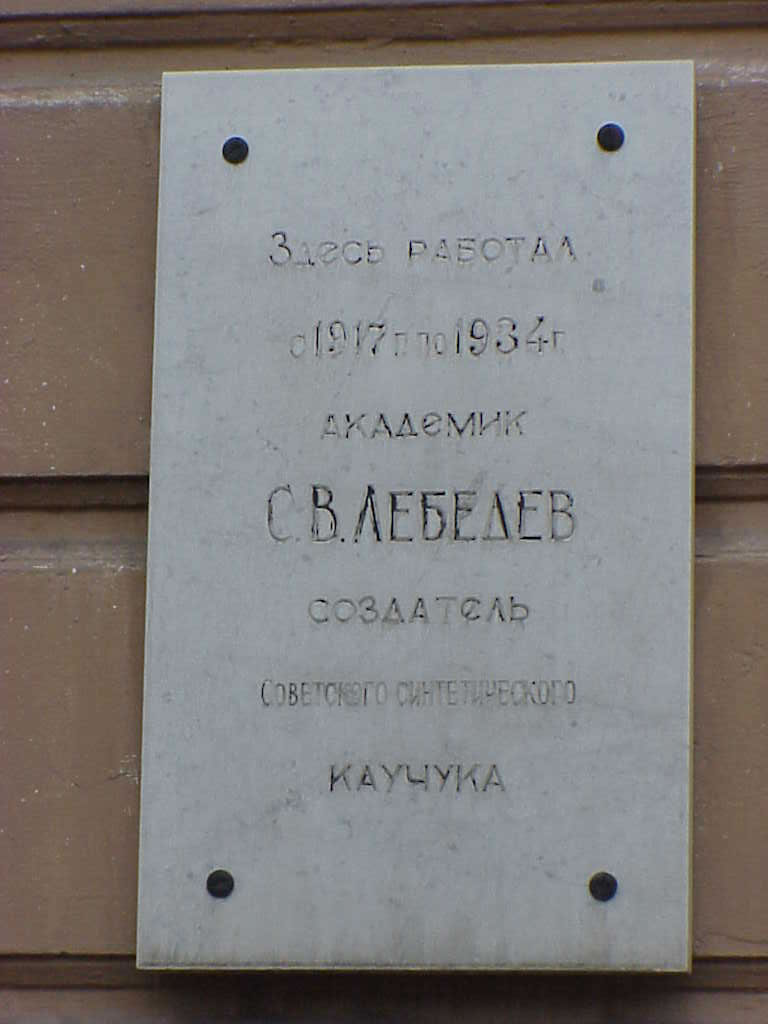 Здесь работал
с 1917 г. по 1934 г.
академик
С.В. ЛЕБЕДЕВ
создатель
Советского синтетического
каучука